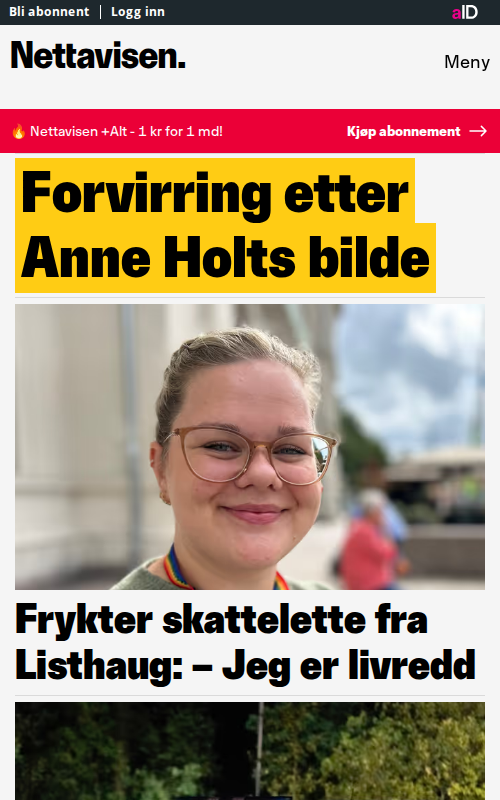 Bli abonnent
Logg inn
aID
Nettavisen.
Meny
🔥 Nettavisen +Alt - 1 kr for 1 md!
Kjøp abonnement →
Forvirring etter
Anne Holts bilde
Frykter skattelette fra
Listhaug: – Jeg er livredd